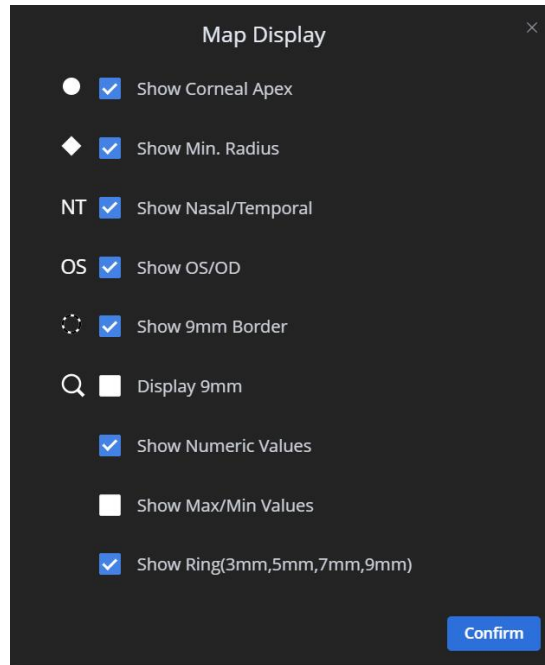 Map Display
Show Corneal Apex
Show Min. Radius
NT Show Nasal/Temporal
OS Show OS/OD
Show 9mm Border
Display 9mm
Show Numeric Values
Show Max/Min Values
Show Ring(3mm,5mm,7mm,9mm)
Confirm